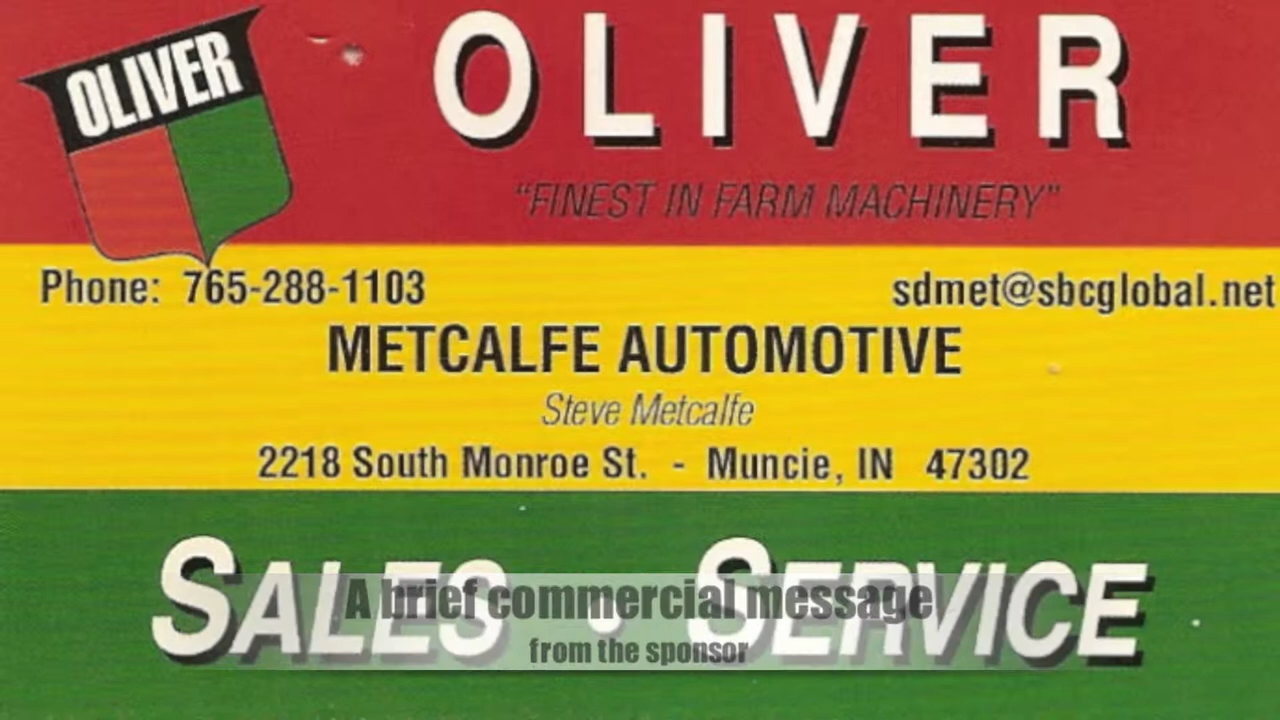 OLIVER
OLIVER
"FINEST IN FARM MACHINERY"
Phone: 765-288-1103
sdmet@sbcglobal.net
METCALFE AUTOMOTIVE
Steve Metcalfe
2218 South Monroe St. - Muncie, IN 47302
SALES • SERVICE
A brief commercial message
from the sponsor